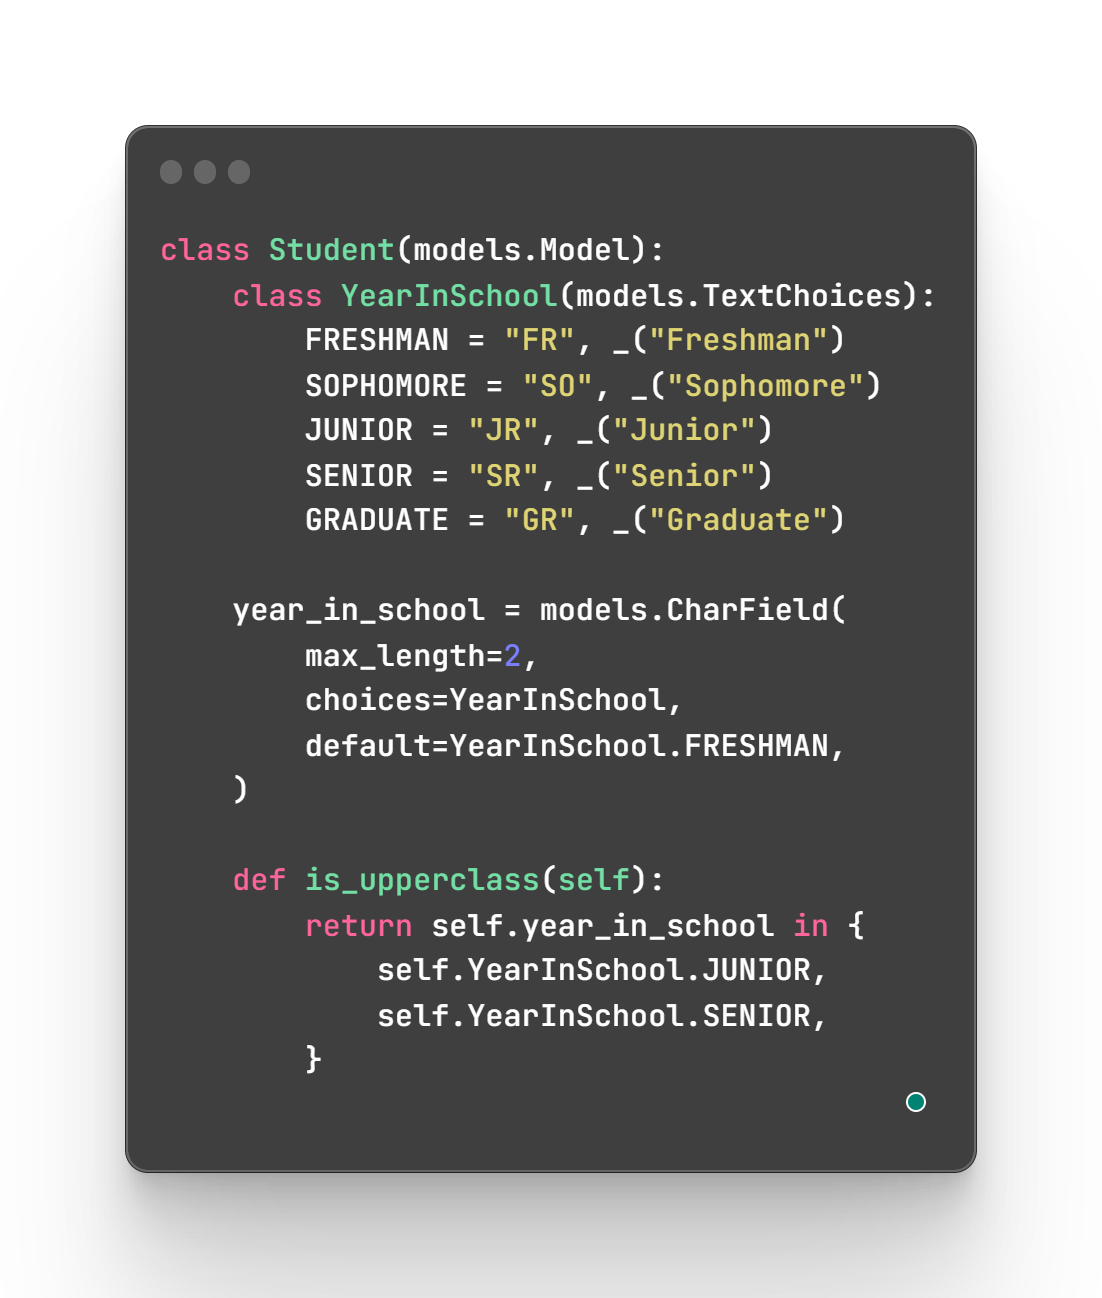 class Student(models.Model):
    class YearInSchool(models.TextChoices):
        FRESHMAN = "FR", _("Freshman")
        SOPHOMORE = "SO", _("Sophomore")
        JUNIOR = "JR", _("Junior")
        SENIOR = "SR", _("Senior")
        GRADUATE = "GR", _("Graduate")

    year_in_school = models.CharField(
        max_length=2,
        choices=YearInSchool,
        default=YearInSchool.FRESHMAN,
    )

    def is_upperclass(self):
        return self.year_in_school in {
            self.YearInSchool.JUNIOR,
            self.YearInSchool.SENIOR,
        }